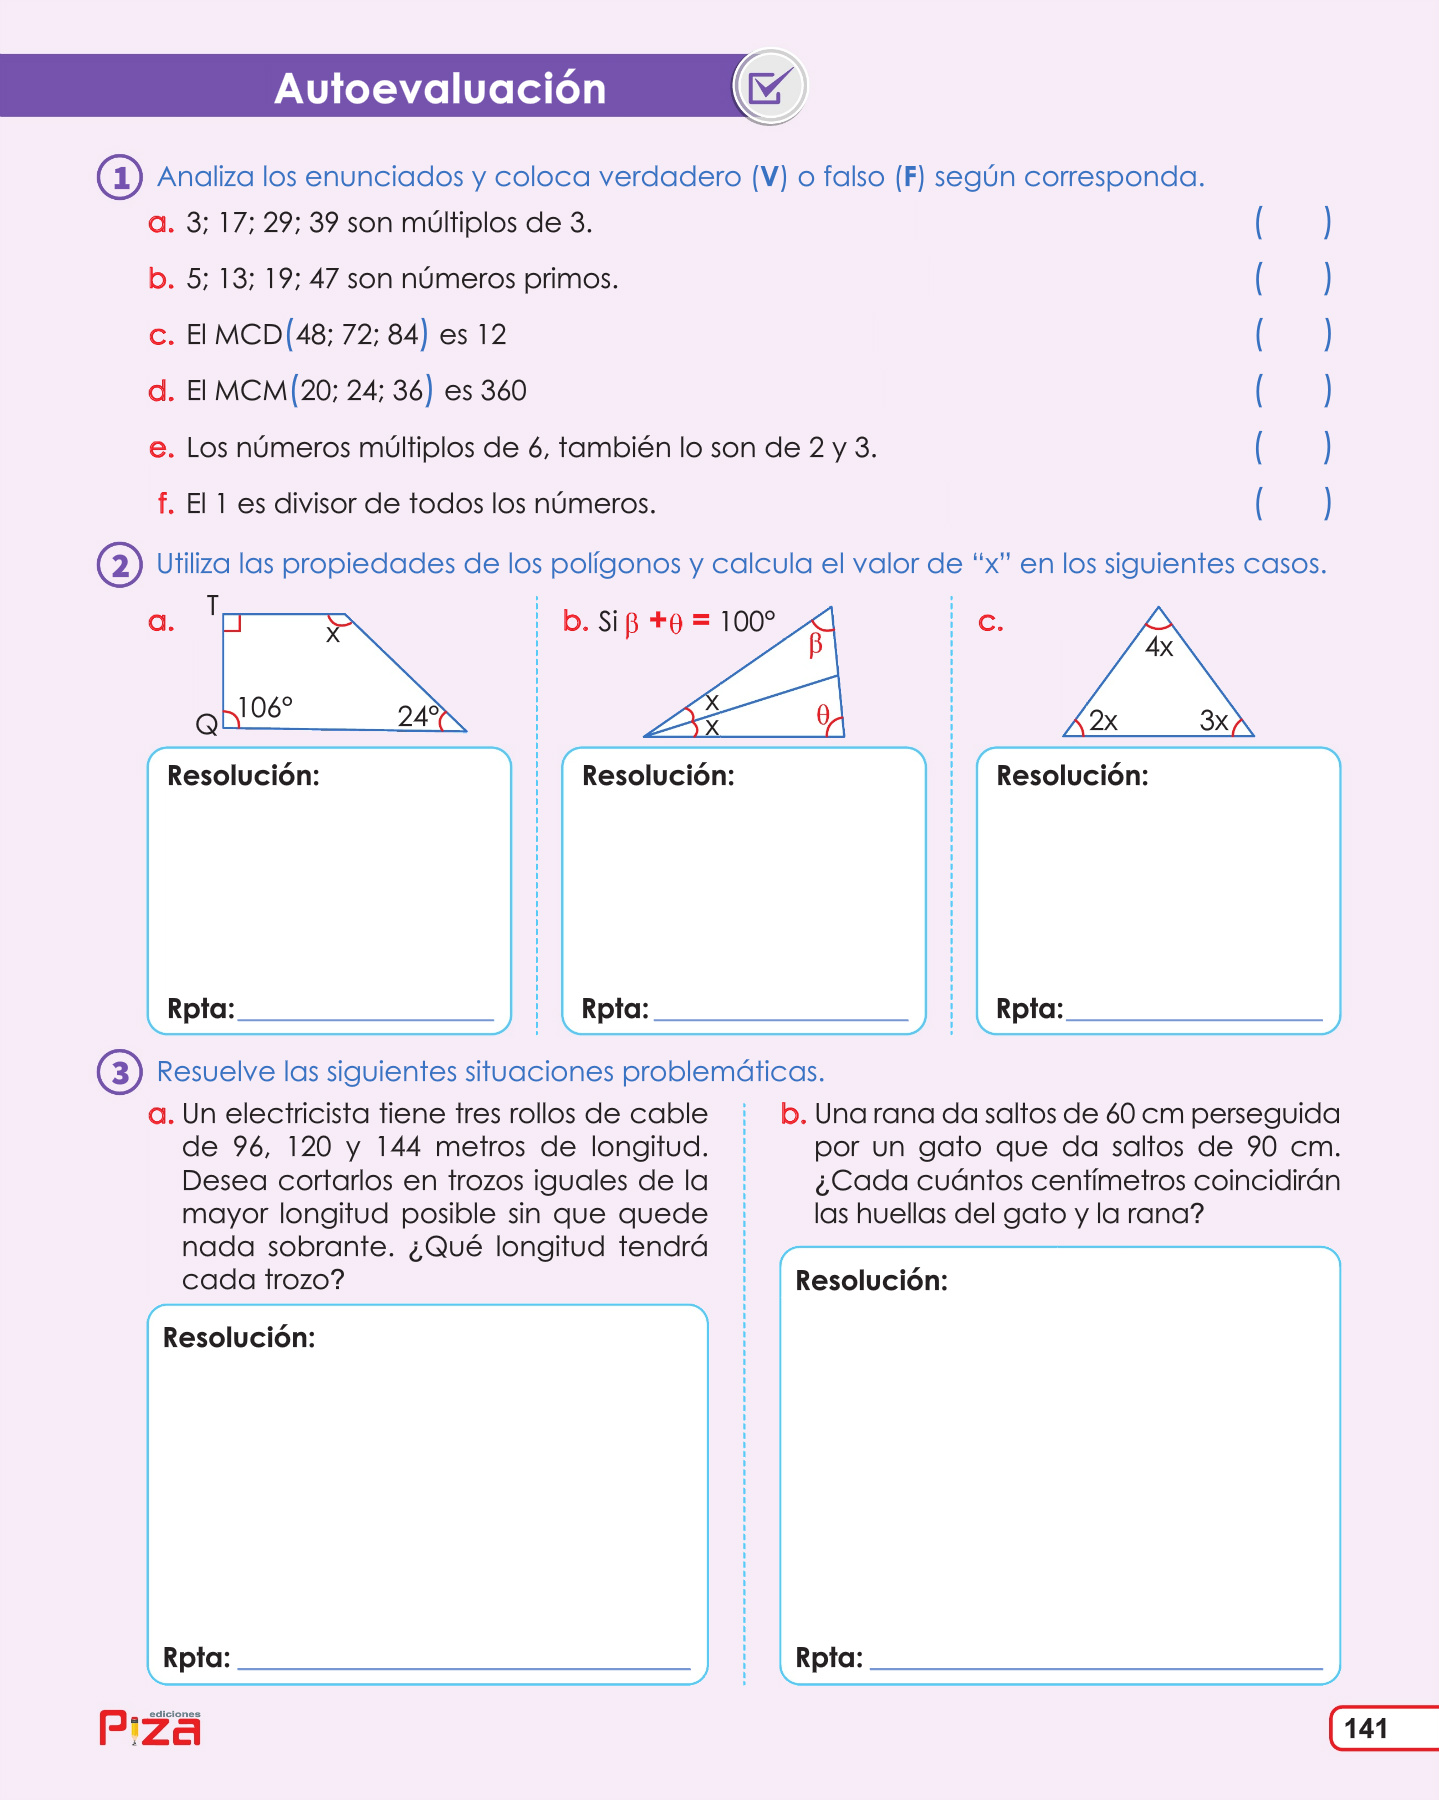 Autoevaluación
1 Analiza los enunciados y coloca verdadero (V) o falso (F) según corresponda.
a. 3; 17; 29; 39 son múltiplos de 3. ( )
b. 5; 13; 19; 47 son números primos. ( )
c. El MCD(48; 72; 84) es 12 ( )
d. El MCM(20; 24; 36) es 360 ( )
e. Los números múltiplos de 6, también lo son de 2 y 3. ( )
f. El 1 es divisor de todos los números. ( )
2 Utiliza las propiedades de los polígonos y calcula el valor de “x” en los siguientes casos.
a.
T
x
Q
106°
24°
Resolución:
Rpta:
b. Si β + θ = 100°
β
x
x
θ
Resolución:
Rpta:
c.
4x
2x
3x
Resolución:
Rpta:
3 Resuelve las siguientes situaciones problemáticas.
a. Un electricista tiene tres rollos de cable
de 96, 120 y 144 metros de longitud.
Desea cortarlos en trozos iguales de la
mayor longitud posible sin que quede
nada sobrante. ¿Qué longitud tendrá
cada trozo?
Resolución:
Rpta:
b. Una rana da saltos de 60 cm perseguida
por un gato que da saltos de 90 cm.
¿Cada cuántos centímetros coincidirán
las huellas del gato y la rana?
Resolución:
Rpta:
ediciones
Piza
141